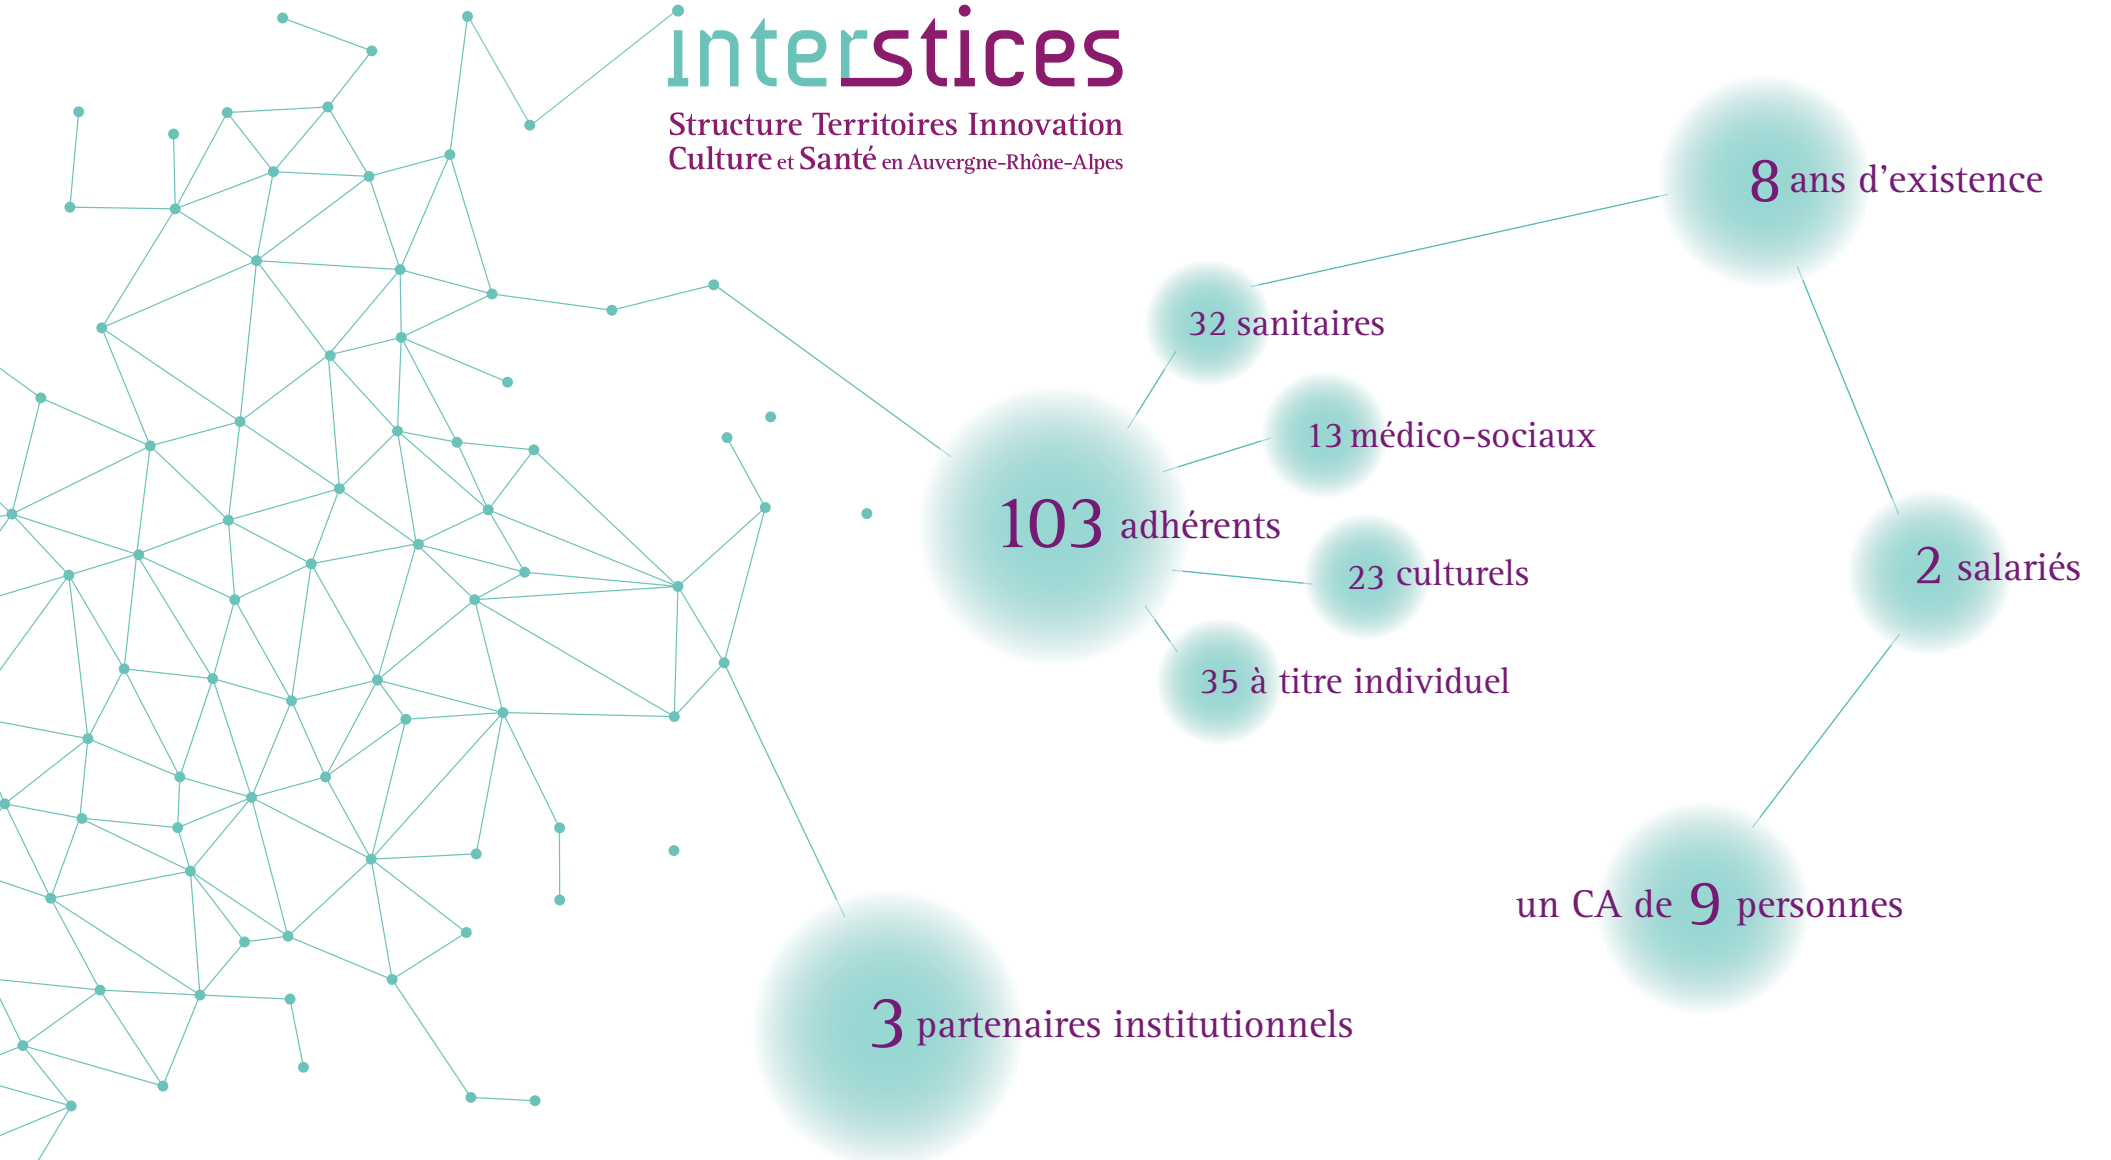 interstices
Structure Territoires Innovation
Culture et Santé en Auvergne-Rhône-Alpes
8 ans d’existence
32 sanitaires
13 médico-sociaux
103 adhérents
23 culturels
2 salariés
35 à titre individuel
un CA de 9 personnes
3 partenaires institutionnels